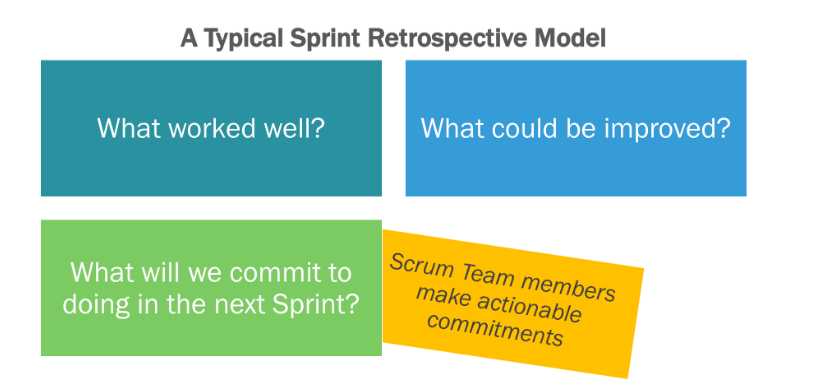 A Typical Sprint Retrospective Model
What worked well?
What could be improved?
What will we commit to
doing in the next Sprint?
Scrum Team members
make actionable
commitments